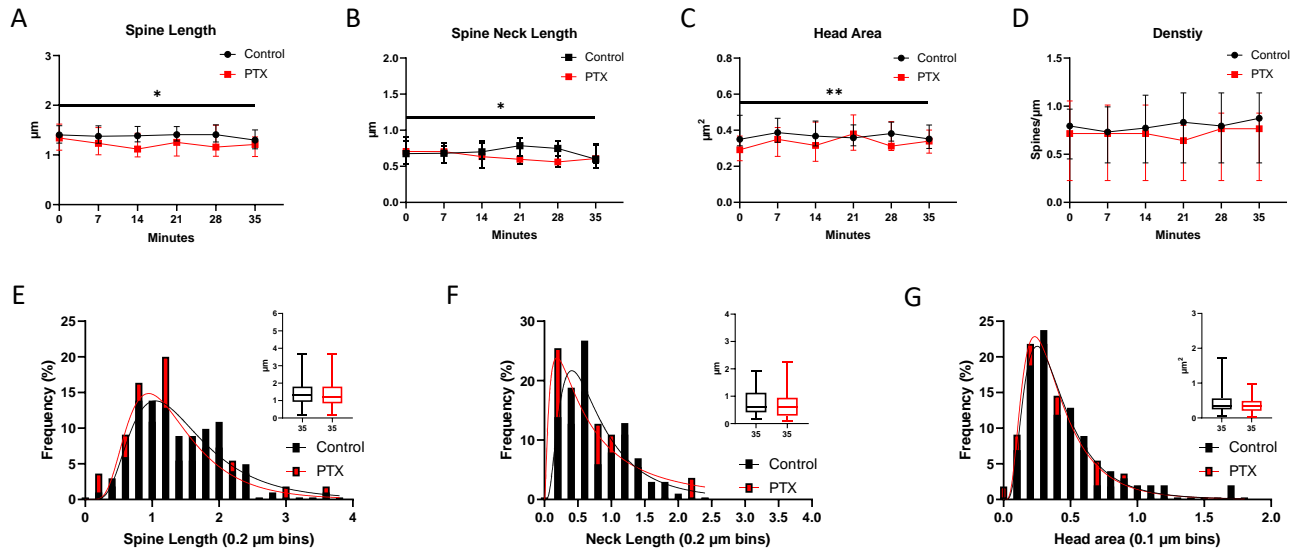 A
Spine Length
Control
PTX
*
µm
3
2
1
0
0 7 14 21 28 35
Minutes
B
Spine Neck Length
Control
PTX
*
µm
2.0
1.5
1.0
0.5
0.0
0 7 14 21 28 35
Minutes
C
Head Area
Control
PTX
**
µm²
0.8
0.6
0.4
0.2
0.0
0 7 14 21 28 35
Minutes
D
Denstiy
Control
PTX
Spines/µm
1.5
1.0
0.5
0.0
0 7 14 21 28 35
Minutes
E
Frequency (%)
25
20
15
10
5
0
0 1 2 3 4
Spine Length (0.2 µm bins)
µm
6
5
4
3
2
1
0
35 35
Control
PTX
F
Frequency (%)
30
20
10
0
0.0 0.5 1.0 1.5 2.0 2.5 3.0 3.5 4.0
Neck Length (0.2 µm bins)
µm
4
3
2
1
0
35 35
Control
PTX
G
Frequency (%)
25
20
15
10
5
0
0.0 0.5 1.0 1.5 2.0
Head area (0.1 µm bins)
µm²
3
2
1
0
35 35
Control
PTX